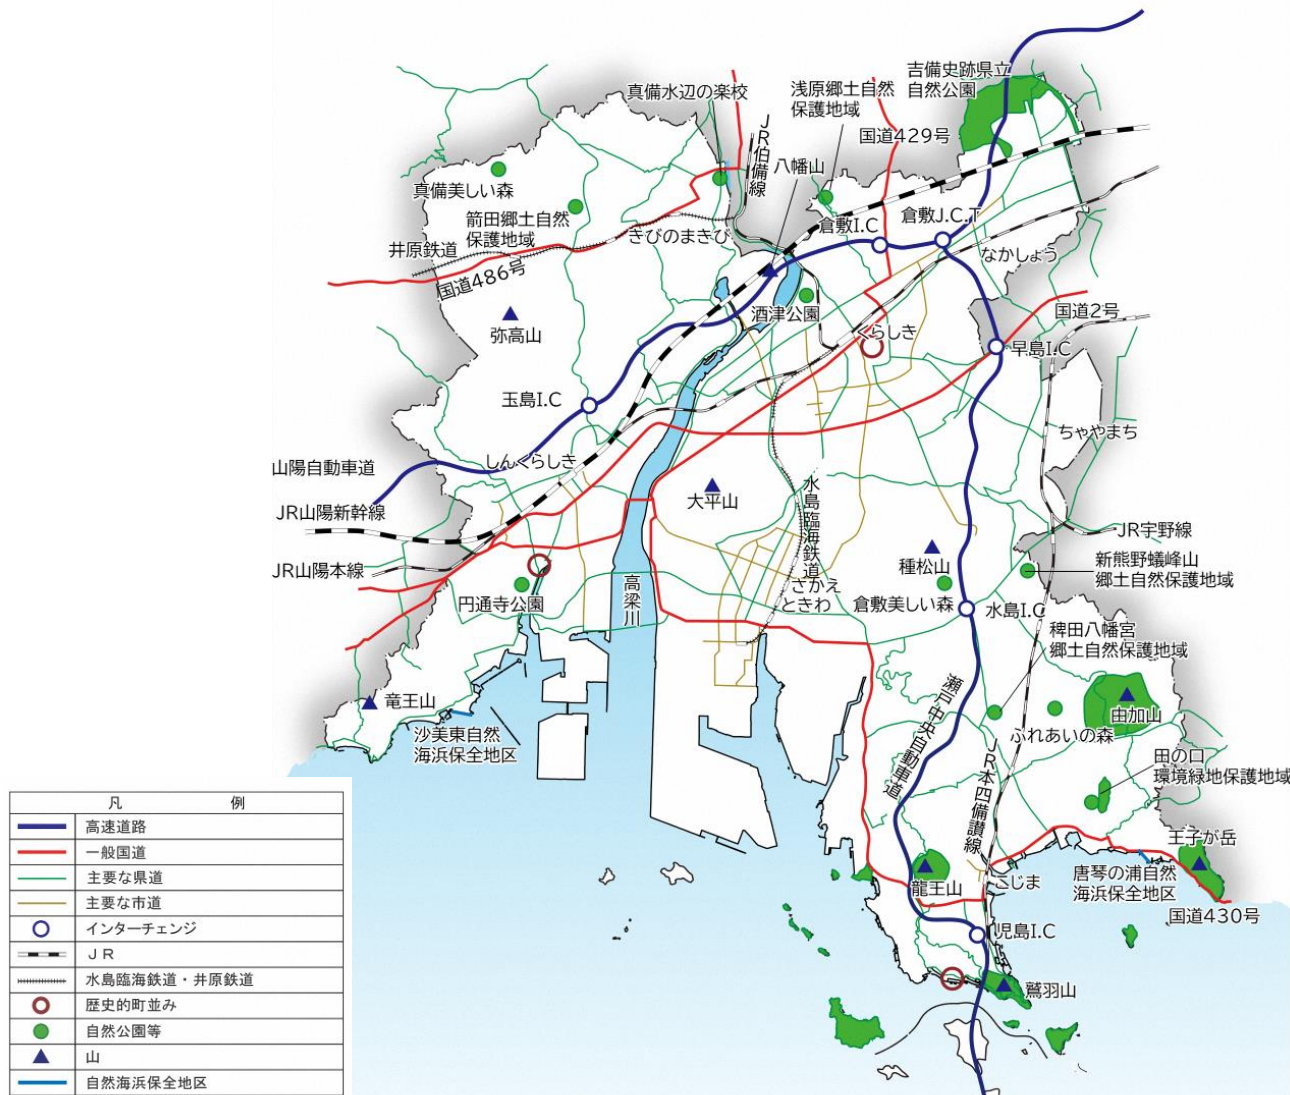 吉備史跡県立
自然公園
真備水辺の楽校
浅原郷土自然
保護地域
国道429号
JR伯備線
八幡山
真備美しい森
箭田郷土自然
保護地域
倉敷I.C
倉敷J.C.T
井原鉄道
きびのまきび
なかしょう
国道486号
酒津公園
国道2号
弥高山
くらしき
早島I.C
玉島I.C
ちゃやまち
しんくらしき
山陽自動車道
大平山
水島臨海鉄道
JR山陽新幹線
JR宇野線
種松山
新熊野蟻峰山
郷土自然保護地域
JR山陽本線
高梁川
さかえ
ときわ
円通寺公園
倉敷美しい森
水島I.C
稗田八幡宮
郷土自然保護地域
竜王山
瀬戸中央自動車道
由加山
沙美東自然
海浜保全地区
ふれあいの森
JR本四備讃線
田の口
環境緑地保護地域
王子が岳
龍王山
こじま
唐琴の浦自然
海浜保全地区
国道430号
児島I.C
鷲羽山
凡例
高速道路
一般国道
主要な県道
主要な市道
インターチェンジ
JR
水島臨海鉄道・井原鉄道
歴史的町並み
自然公園等
山
自然海浜保全地区